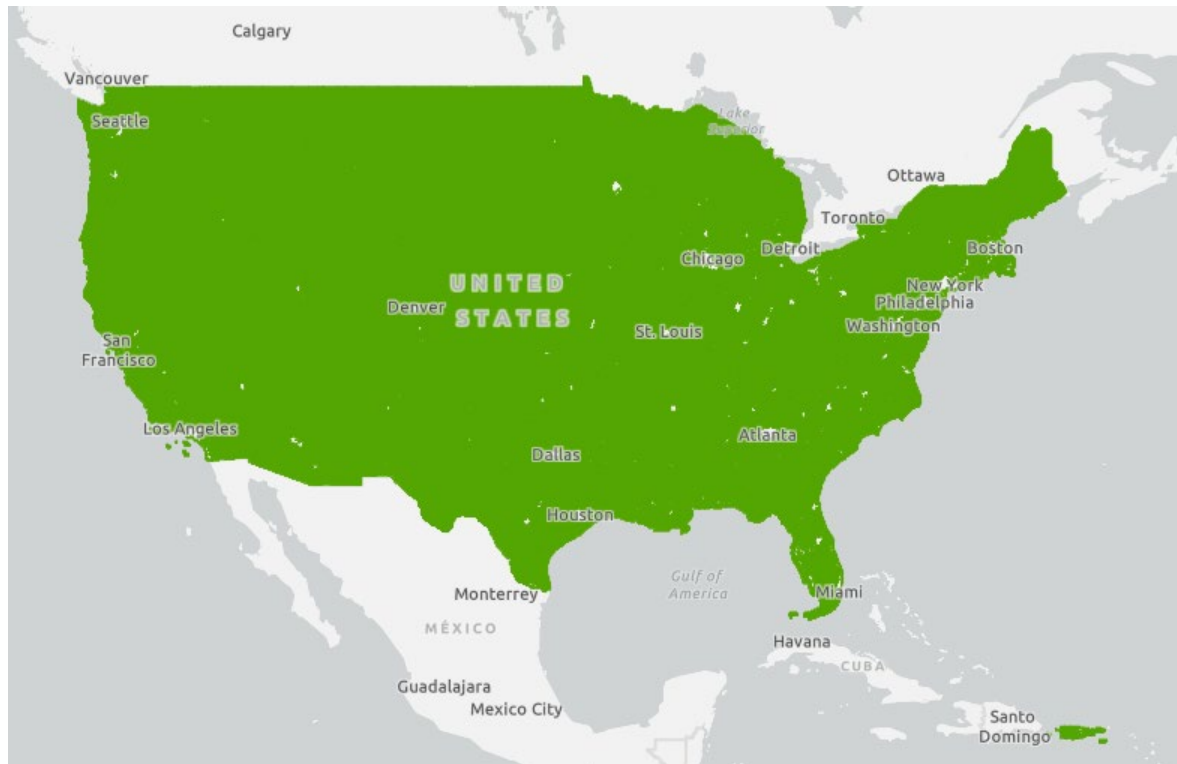 Calgary
Vancouver
Seattle
Lake
Superior
Ottawa
Toronto
Boston
Detroit
Chicago
UNITED
STATES
New York
Philadelphia
Denver
Washington
St. Louis
San
Francisco
Los Angeles
Atlanta
Dallas
Houston
Gulf of
America
Miami
Monterrey
MÉXICO
Havana
CUBA
Guadalajara
Mexico City
Santo
Domingo